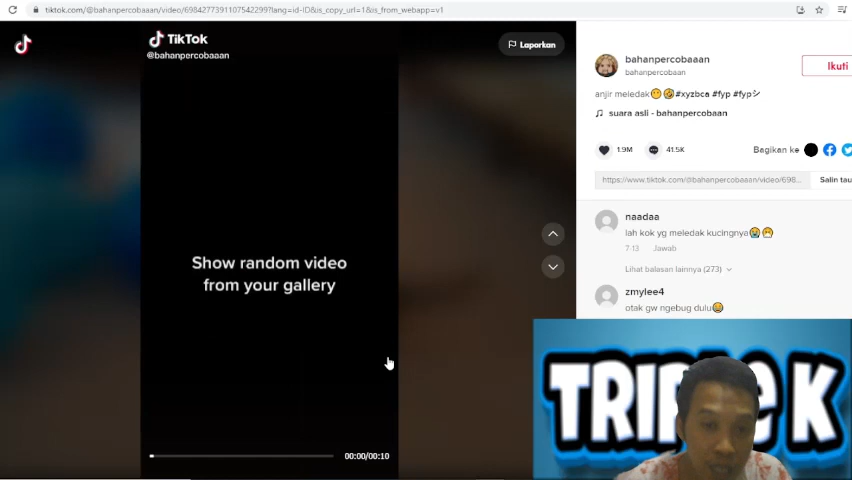 tiktok.com/@bahanpercobaaan/video/6984277391107542299?lang=id-ID&is_copy_url=1&is_from_webapp=v1
TikTok
@bahanpercobaaan
Laporkan
Show random video
from your gallery
00:00/00:10
bahanpercobaaan
bahanpercobaan
Ikuti
anjir meledak😶🤣#xyzbca #fyp #fypシ
suara asli - bahanpercobaan
1.9M
41.5K
Bagikan ke
https://www.tiktok.com/@bahanpercobaaan/video/698...
Salin tau
naadaa
lah kok yg meledak kucingnya😭😷
7-13 Jawab
Lihat balasan lainnya (273)
zmylee4
otak gw ngebug dulu😅
K